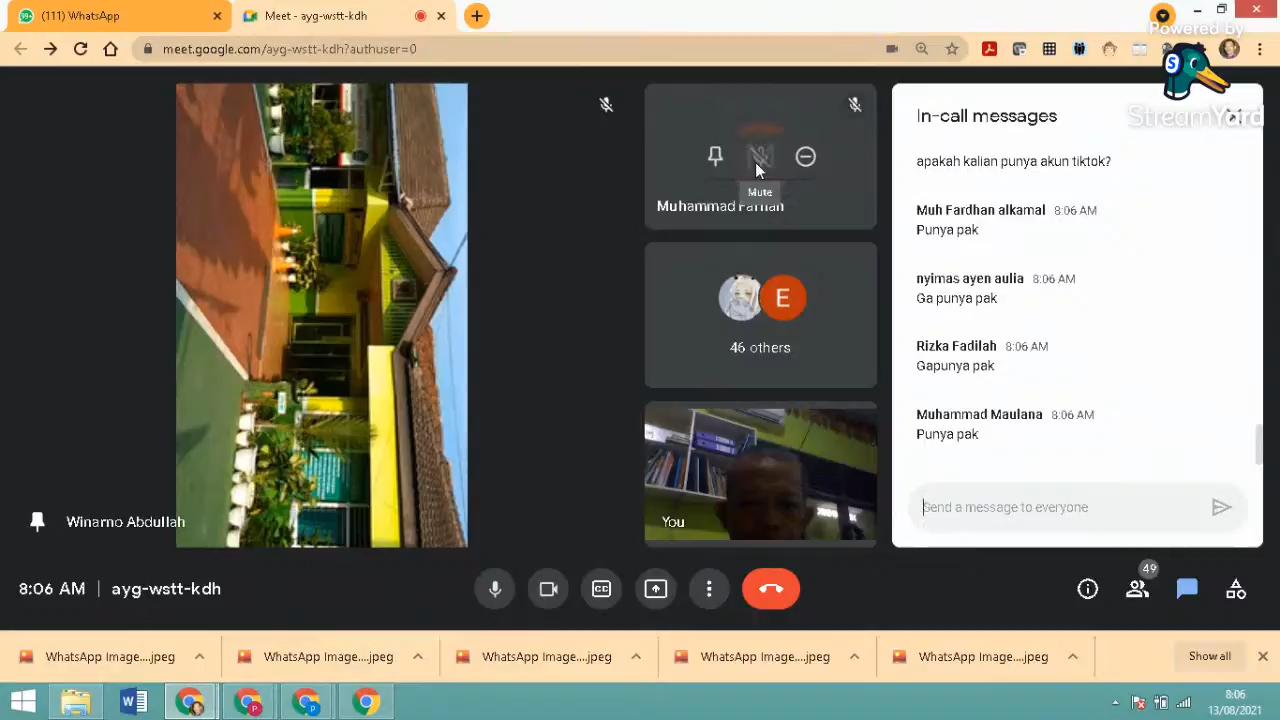 (111) WhatsApp
Meet - ayg-wstt-kdh
meet.google.com/ayg-wstt-kdh?authuser=0
Powered by
StreamYard
In-call messages
apakah kalian punya akun tiktok?
Muh Fardhan alkamal 8:06 AM
Punya pak
nyimas ayen aulia 8:06 AM
Ga punya pak
Rizka Fadilah 8:06 AM
Gapunya pak
Muhammad Maulana 8:06 AM
Punya pak
Send a message to everyone
Mute
Muhammad Farhan
E
46 others
You
Winarno Abdullah
8:06 AM | ayg-wstt-kdh
CC
49
WhatsApp Image....jpeg
WhatsApp Image....jpeg
WhatsApp Image....jpeg
WhatsApp Image....jpeg
WhatsApp Image....jpeg
Show all
8:06
13/08/2021